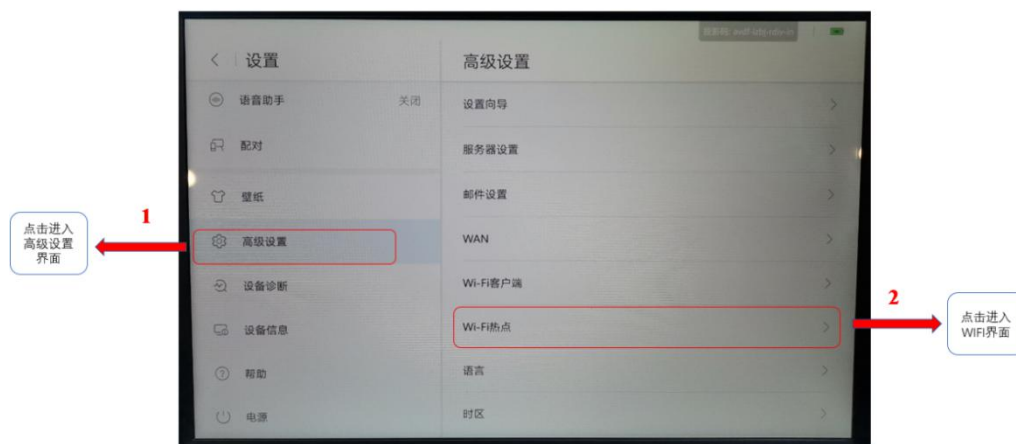 设置
语音助手 关闭
配对
壁纸
高级设置
设备诊断
设备信息
帮助
电源
高级设置
设置向导
服务器设置
邮件设置
WAN
Wi-Fi客户端
Wi-Fi热点
语言
时区
1
点击进入
高级设置
界面
2
点击进入
WIFI界面